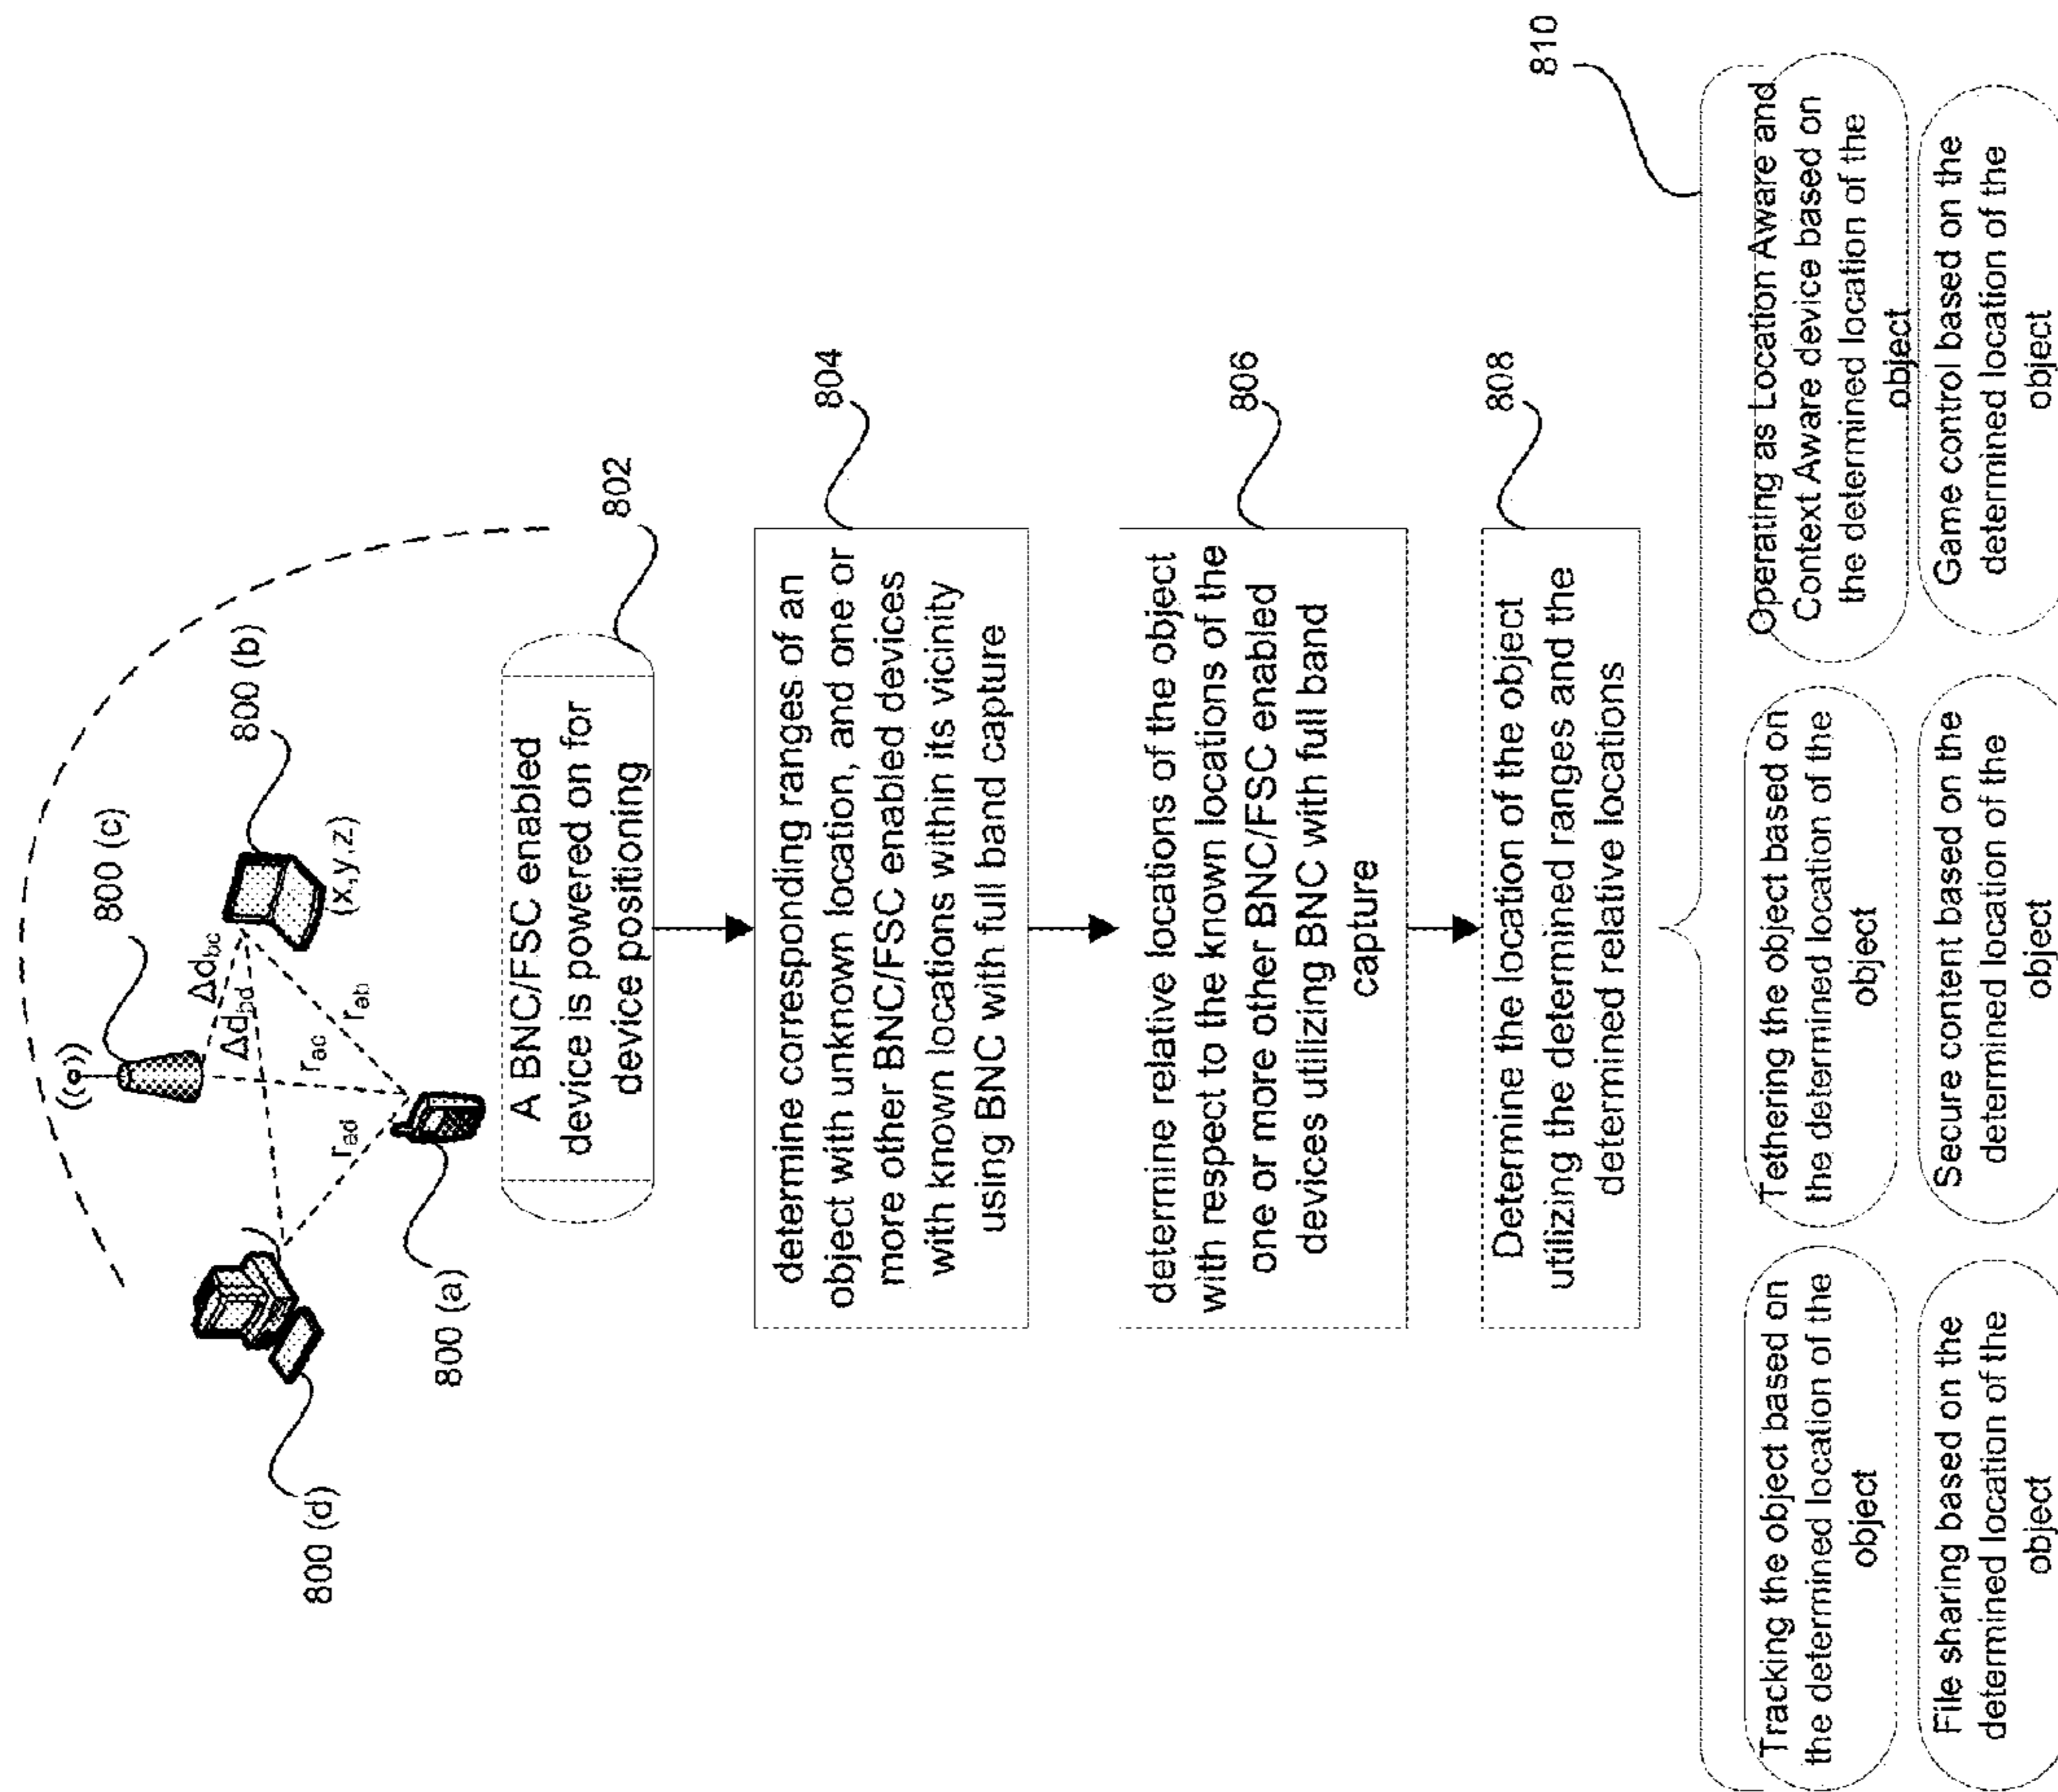 800 (c)
800 (b)
((o))
Δd_bc
Δd_bd
(x,y,z)
r_ac
r_ab
r_ad
800 (d)
800 (a)
802
A BNC/FSC enabled
device is powered on for
device positioning
804
determine corresponding ranges of an
object with unknown location, and one or
more other BNC/FSC enabled devices
with known locations within its vicinity
using BNC with full band capture
806
determine relative locations of the object
with respect to the known locations of the
one or more other BNC/FSC enabled
devices utilizing BNC with full band
capture
808
Determine the location of the object
utilizing the determined ranges and the
determined relative locations
810
Tracking the object based on
the determined location of the
object
Tethering the object based on
the determined location of the
object
Operating as Location Aware and
Context Aware device based on
the determined location of the
object
File sharing based on the
determined location of the
object
Secure content based on the
determined location of the
object
Game control based on the
determined location of the
object